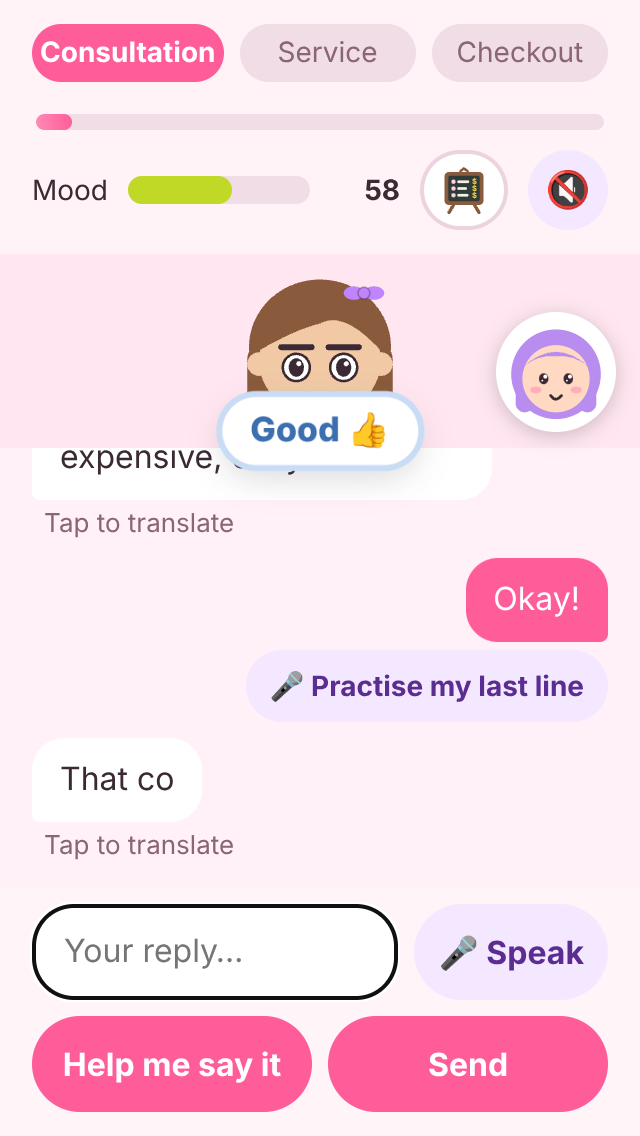 Consultation
Service
Checkout
Mood
58
Good 👍
expensive,
Tap to translate
Okay!
🎤 Practise my last line
That co
Tap to translate
Your reply...
🎤 Speak
Help me say it
Send